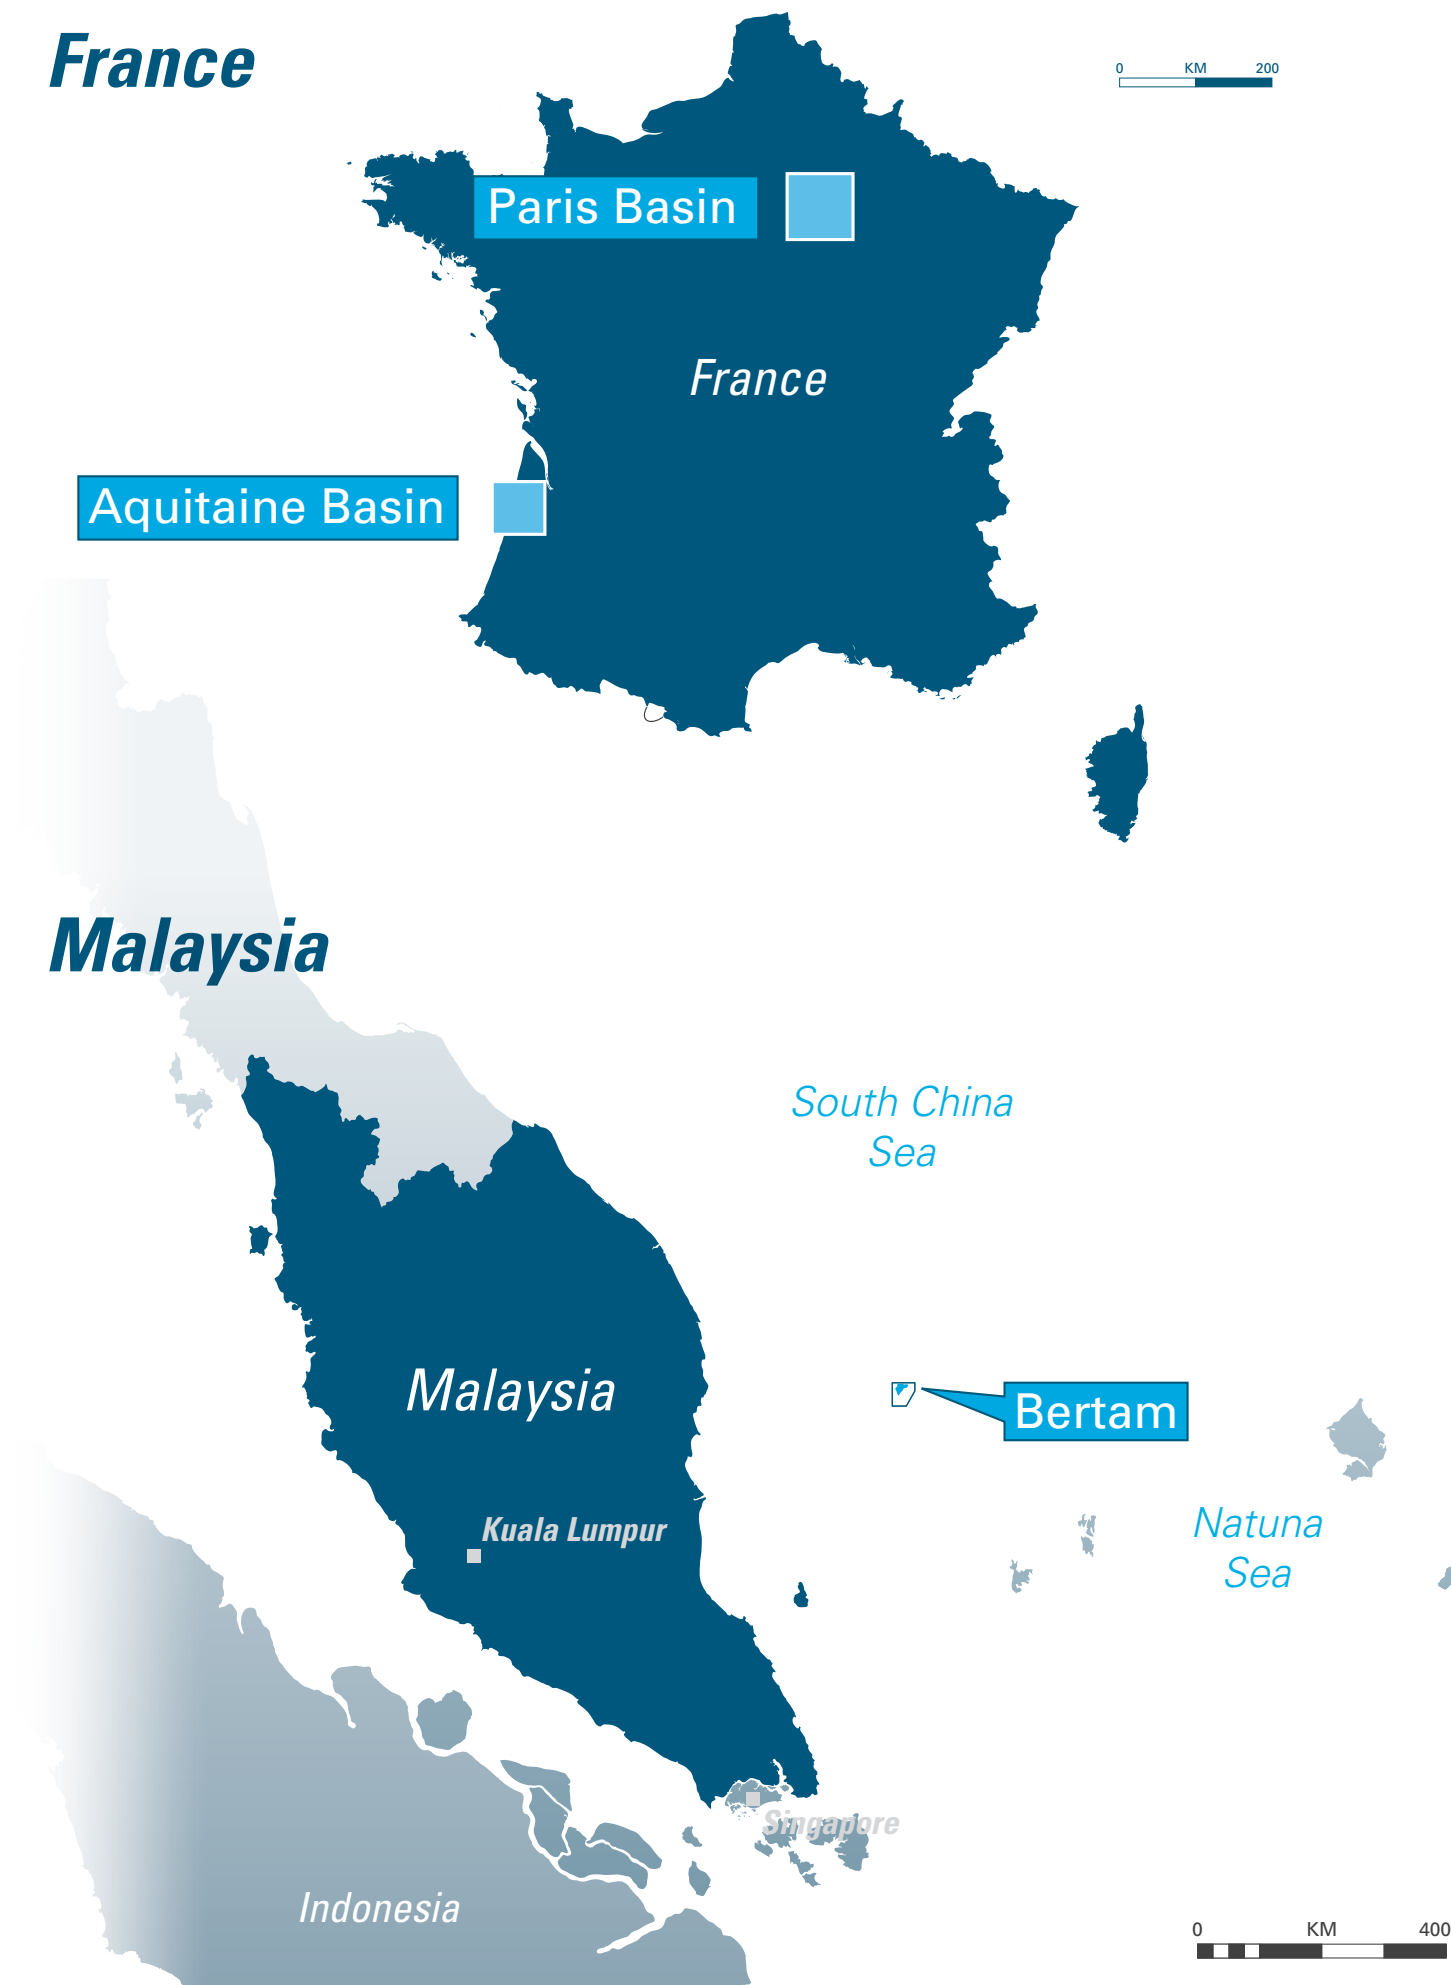 France
0 KM 200
Paris Basin
France
Aquitaine Basin
Malaysia
South China
Sea
Malaysia
Bertam
Kuala Lumpur
Natuna
Sea
Singapore
Indonesia
0 KM 400